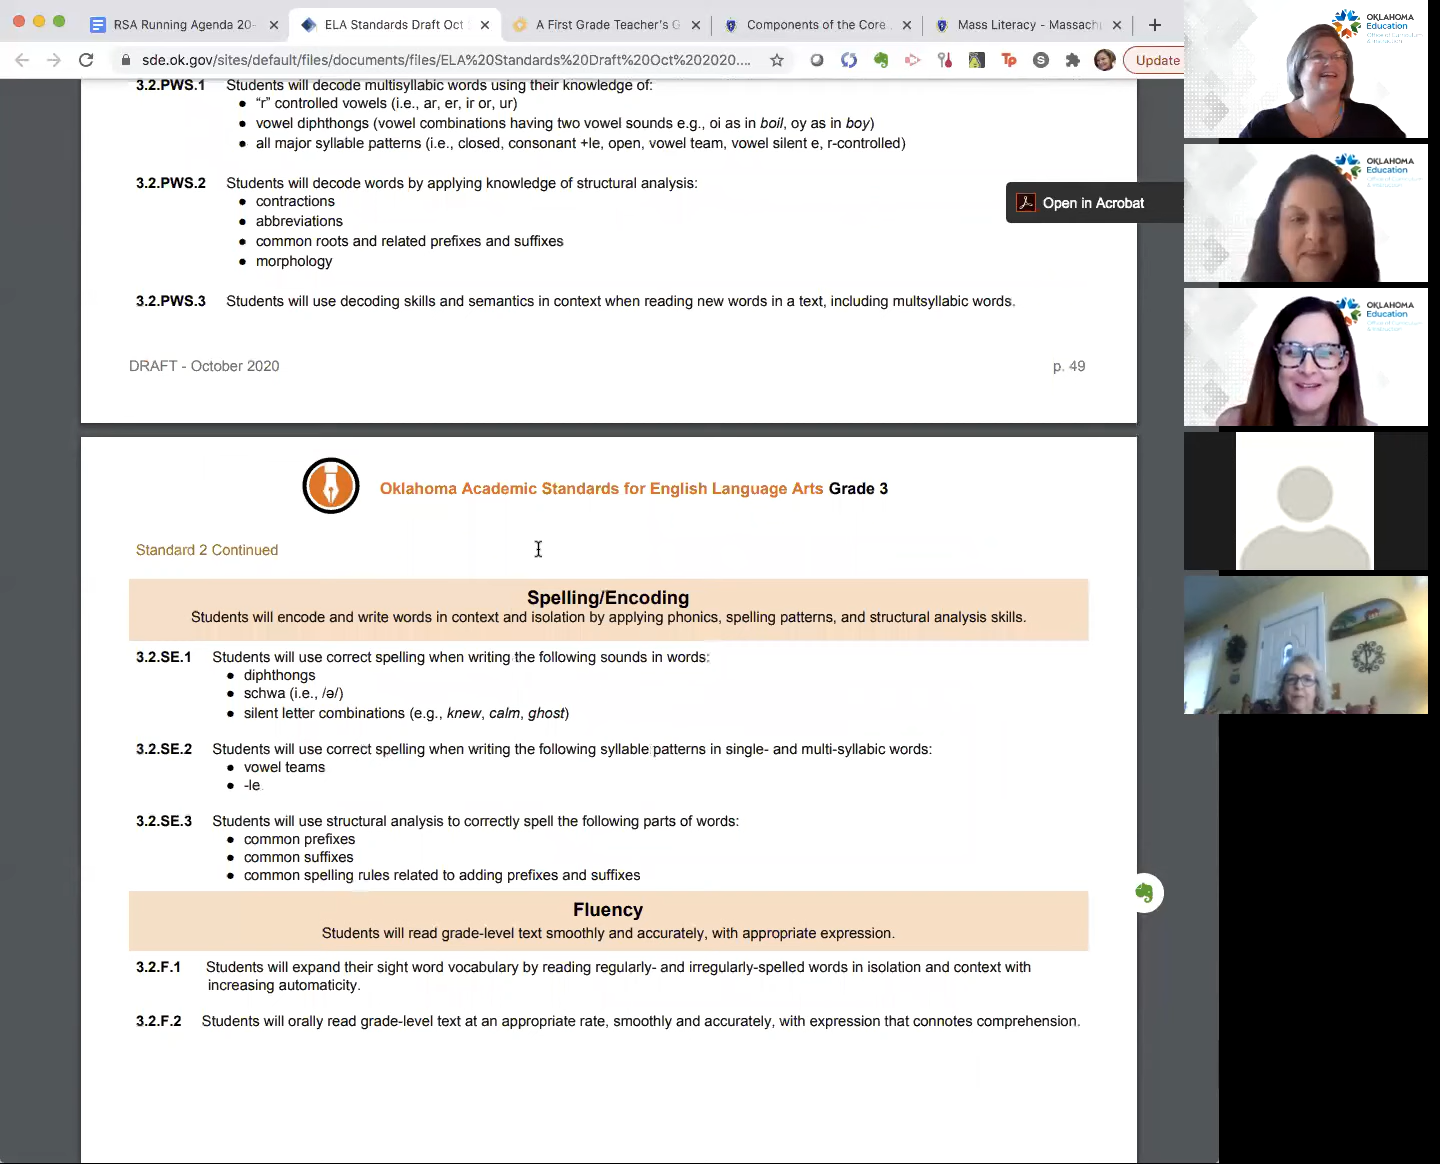 RSA Running Agenda 20-
ELA Standards Draft Oct
A First Grade Teacher's G
Components of the Core
Mass Literacy - Massach
sde.ok.gov/sites/default/files/documents/files/ELA%20Standards%20Draft%20Oct%202020....
Tp
S
Update
3.2.PWS.1 Students will decode multisyllabic words using their knowledge of:
● “r” controlled vowels (i.e., ar, er, ir or, ur)
● vowel diphthongs (vowel combinations having two vowel sounds e.g., oi as in boil, oy as in boy)
● all major syllable patterns (i.e., closed, consonant +le, open, vowel team, vowel silent e, r-controlled)
3.2.PWS.2 Students will decode words by applying knowledge of structural analysis:
● contractions
● abbreviations
● common roots and related prefixes and suffixes
● morphology
Open in Acrobat
3.2.PWS.3 Students will use decoding skills and semantics in context when reading new words in a text, including multsyllabic words.
DRAFT - October 2020 p. 49
Oklahoma Academic Standards for English Language Arts Grade 3
Standard 2 Continued
Spelling/Encoding
Students will encode and write words in context and isolation by applying phonics, spelling patterns, and structural analysis skills.
3.2.SE.1 Students will use correct spelling when writing the following sounds in words:
● diphthongs
● schwa (i.e., /ə/)
● silent letter combinations (e.g., knew, calm, ghost)
3.2.SE.2 Students will use correct spelling when writing the following syllable patterns in single- and multi-syllabic words:
● vowel teams
● -le
3.2.SE.3 Students will use structural analysis to correctly spell the following parts of words:
● common prefixes
● common suffixes
● common spelling rules related to adding prefixes and suffixes
Fluency
Students will read grade-level text smoothly and accurately, with appropriate expression.
3.2.F.1 Students will expand their sight word vocabulary by reading regularly- and irregularly-spelled words in isolation and context with
increasing automaticity.
3.2.F.2 Students will orally read grade-level text at an appropriate rate, smoothly and accurately, with expression that connotes comprehension.
OKLAHOMA
Education
OKLAHOMA
Education
OKLAHOMA
Education